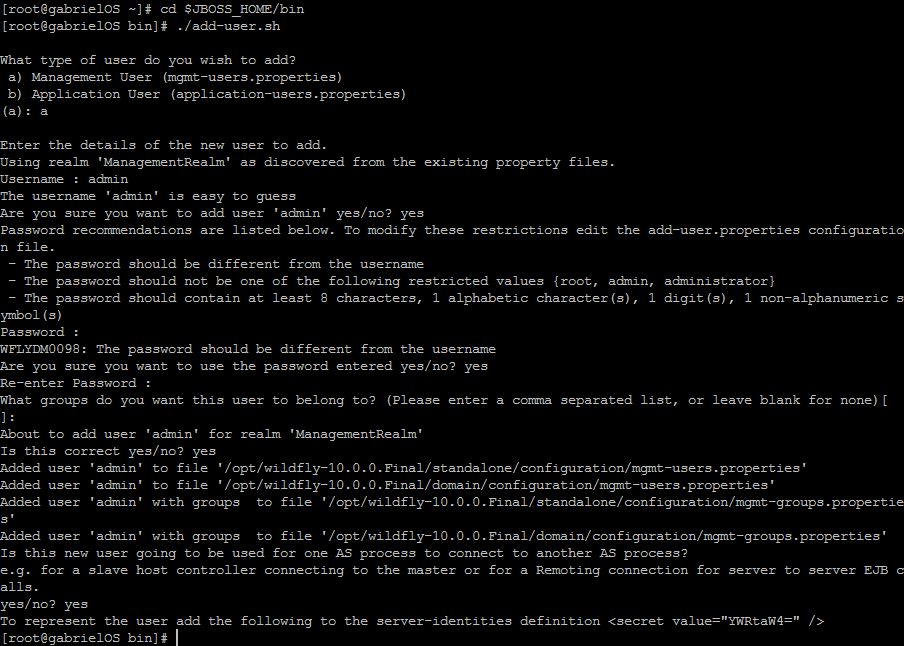 [root@gabrielOS ~]# cd $JBOSS_HOME/bin
[root@gabrielOS bin]# ./add-user.sh
What type of user do you wish to add?
 a) Management User (mgmt-users.properties)
 b) Application User (application-users.properties)
(a): a
Enter the details of the new user to add.
Using realm 'ManagementRealm' as discovered from the existing property files.
Username : admin
The username 'admin' is easy to guess
Are you sure you want to add user 'admin' yes/no? yes
Password recommendations are listed below. To modify these restrictions edit the add-user.properties configuratio
n file.
 - The password should be different from the username
 - The password should not be one of the following restricted values {root, admin, administrator}
 - The password should contain at least 8 characters, 1 alphabetic character(s), 1 digit(s), 1 non-alphanumeric s
ymbol(s)
Password :
WFLYDM0098: The password should be different from the username
Are you sure you want to use the password entered yes/no? yes
Re-enter Password :
What groups do you want this user to belong to? (Please enter a comma separated list, or leave blank for none)[
]:
About to add user 'admin' for realm 'ManagementRealm'
Is this correct yes/no? yes
Added user 'admin' to file '/opt/wildfly-10.0.0.Final/standalone/configuration/mgmt-users.properties'
Added user 'admin' to file '/opt/wildfly-10.0.0.Final/domain/configuration/mgmt-users.properties'
Added user 'admin' with groups  to file '/opt/wildfly-10.0.0.Final/standalone/configuration/mgmt-groups.propertie
s'
Added user 'admin' with groups  to file '/opt/wildfly-10.0.0.Final/domain/configuration/mgmt-groups.properties'
Is this new user going to be used for one AS process to connect to another AS process?
e.g. for a slave host controller connecting to the master or for a Remoting connection for server to server EJB c
alls.
yes/no? yes
To represent the user add the following to the server-identities definition <secret value="YWRtaW4=" />
[root@gabrielOS bin]#